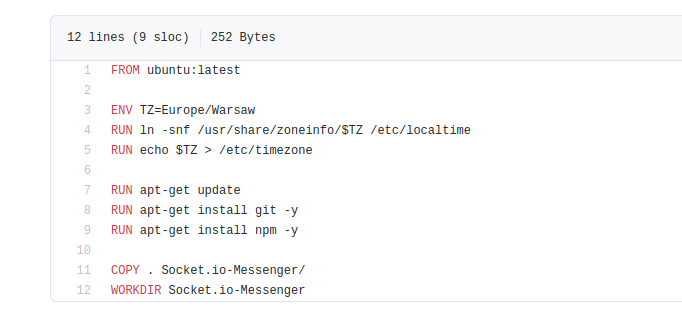 12 lines (9 sloc) 252 Bytes
1 FROM ubuntu:latest
2
3 ENV TZ=Europe/Warsaw
4 RUN ln -snf /usr/share/zoneinfo/$TZ /etc/localtime
5 RUN echo $TZ > /etc/timezone
6
7 RUN apt-get update
8 RUN apt-get install git -y
9 RUN apt-get install npm -y
10
11 COPY . Socket.io-Messenger/
12 WORKDIR Socket.io-Messenger